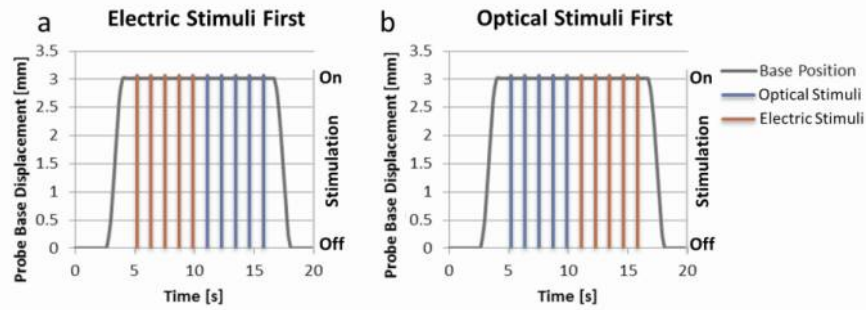 a
Electric Stimuli First
Probe Base Displacement [mm]
3.5
3
2.5
2
1.5
1
0.5
0
0 5 10 15 20
Time [s]
On
Stimulation
Off
b
Optical Stimuli First
Probe Base Displacement [mm]
3.5
3
2.5
2
1.5
1
0.5
0
0 5 10 15 20
Time [s]
On
Stimulation
Off
Base Position
Optical Stimuli
Electric Stimuli